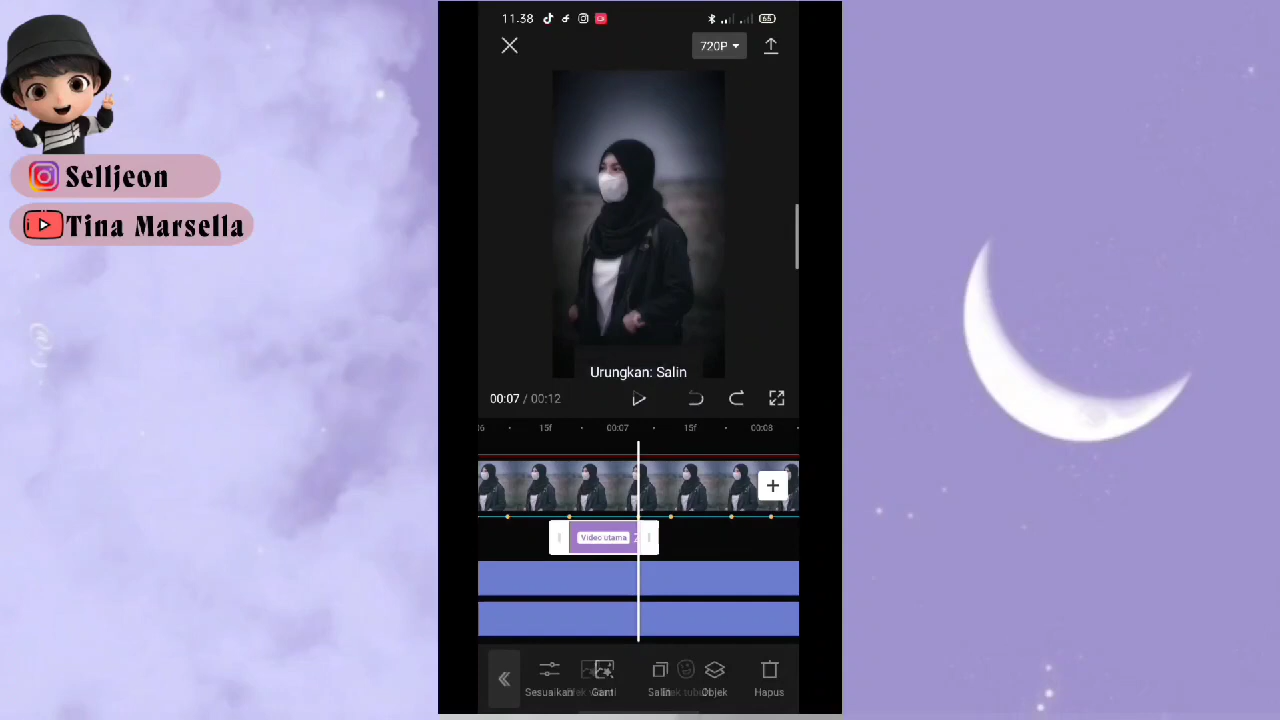 11.38
65
720P
Selljeon
Tina Marsella
Urungkan: Salin
00:07 / 00:12
15f
00:07
15f
00:08
Video utama
Sesuaikan
Ganti
Salin
Objek
Hapus